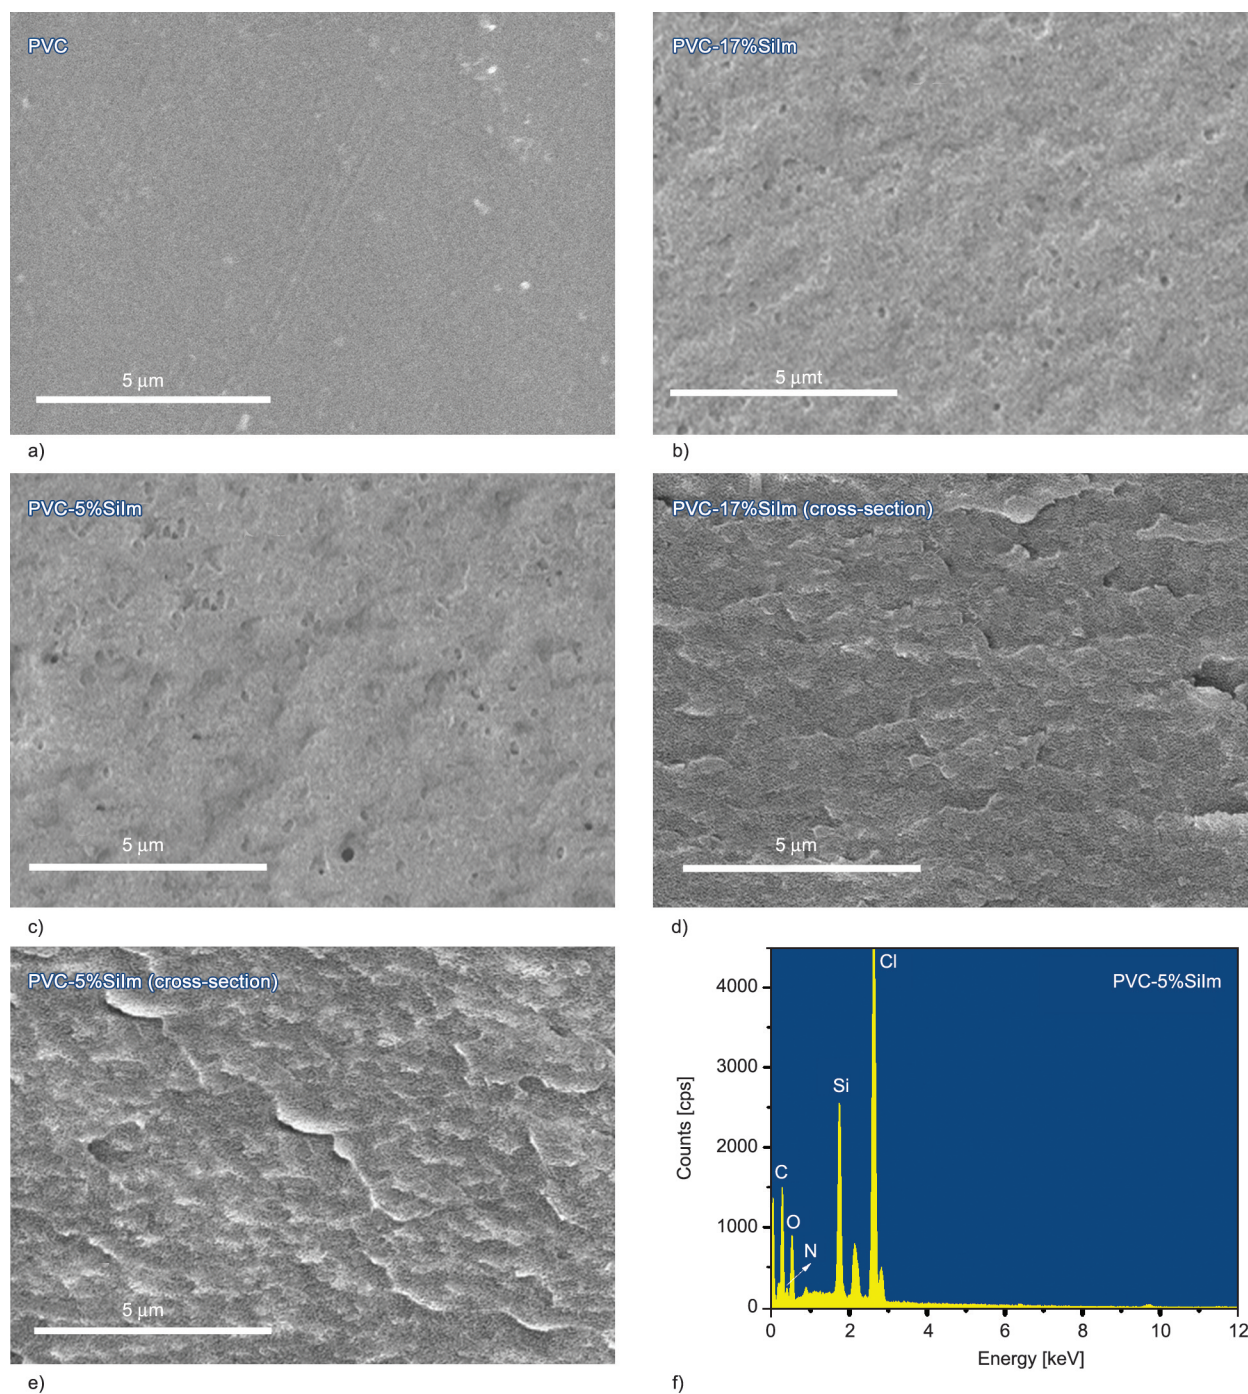 PVC
5 μm
a)
PVC-17%SiIm
5 μmt
b)
PVC-5%SiIm
5 μm
c)
PVC-17%SiIm (cross-section)
5 μm
d)
PVC-5%SiIm (cross-section)
5 μm
e)
Counts [cps]
4000
3000
2000
1000
0
Cl
PVC-5%SiIm
Si
C
O
N
0 2 4 6 8 10 12
Energy [keV]
f)